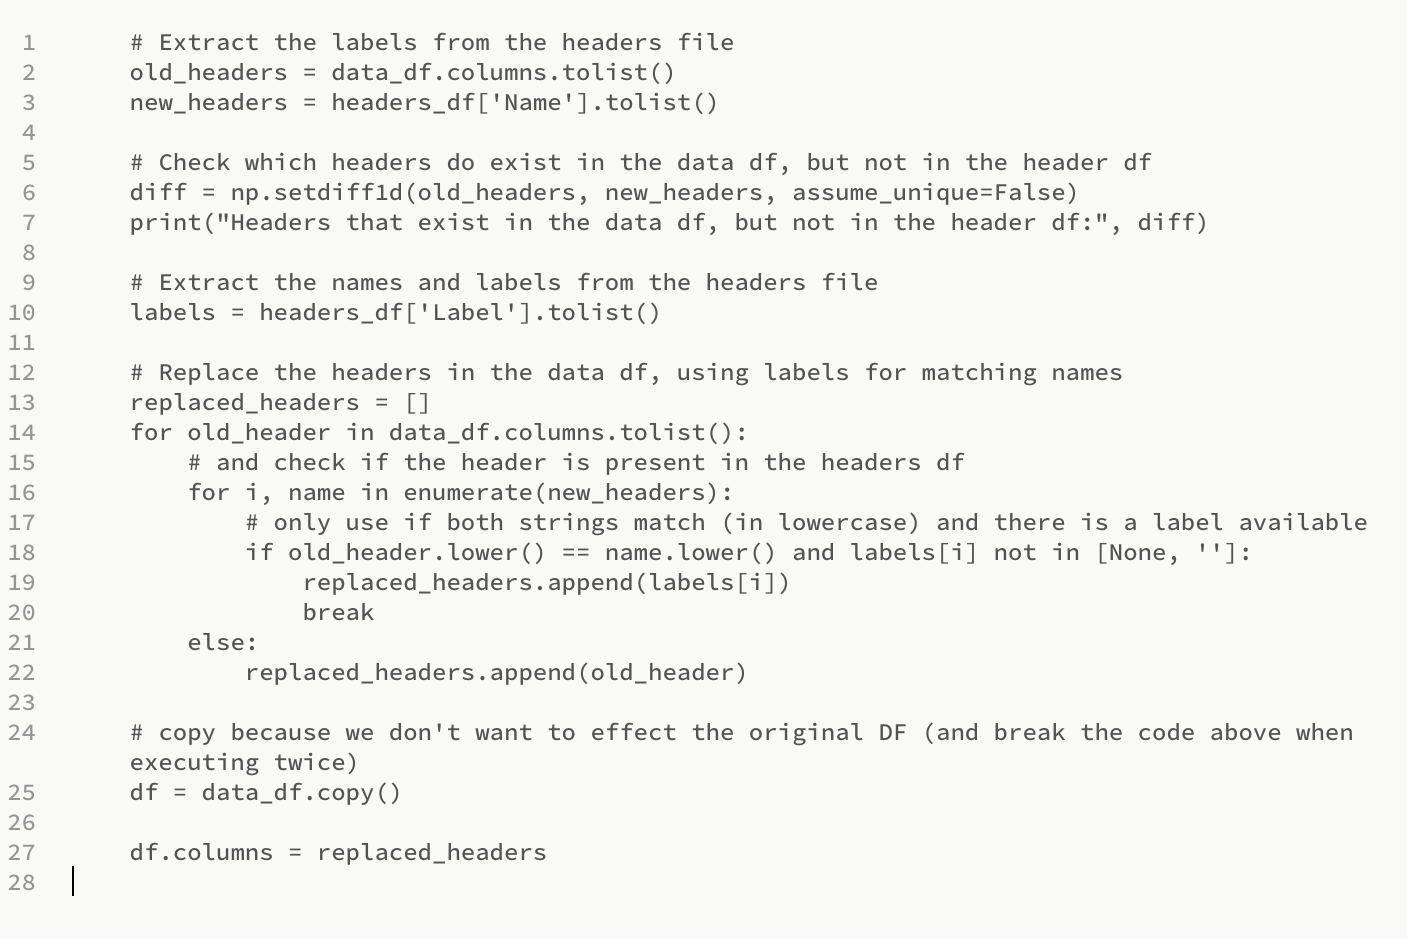 1 # Extract the labels from the headers file
2 old_headers = data_df.columns.tolist()
3 new_headers = headers_df['Name'].tolist()
4
5 # Check which headers do exist in the data df, but not in the header df
6 diff = np.setdiff1d(old_headers, new_headers, assume_unique=False)
7 print("Headers that exist in the data df, but not in the header df:", diff)
8
9 # Extract the names and labels from the headers file
10 labels = headers_df['Label'].tolist()
11
12 # Replace the headers in the data df, using labels for matching names
13 replaced_headers = []
14 for old_header in data_df.columns.tolist():
15     # and check if the header is present in the headers df
16     for i, name in enumerate(new_headers):
17         # only use if both strings match (in lowercase) and there is a label available
18         if old_header.lower() == name.lower() and labels[i] not in [None, '']:
19             replaced_headers.append(labels[i])
20             break
21     else:
22         replaced_headers.append(old_header)
23
24 # copy because we don't want to effect the original DF (and break the code above when
executing twice)
25 df = data_df.copy()
26
27 df.columns = replaced_headers
28